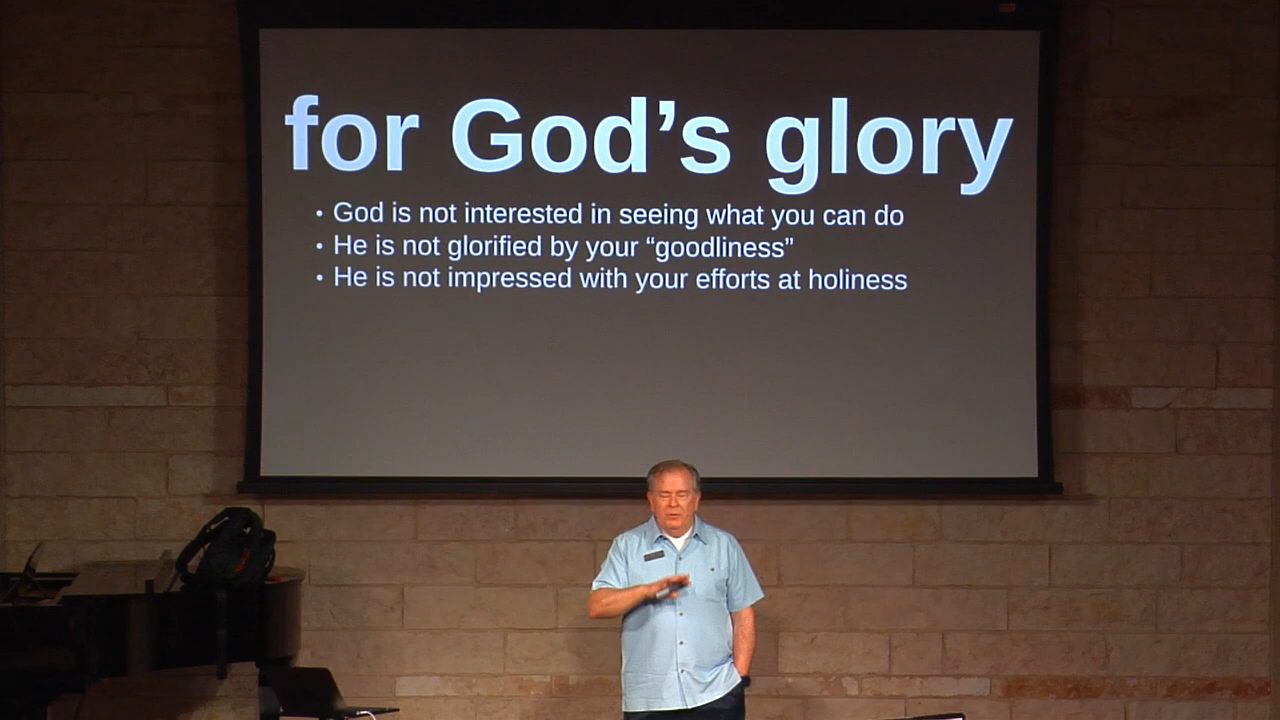 for God’s glory
• God is not interested in seeing what you can do
• He is not glorified by your “goodliness”
• He is not impressed with your efforts at holiness